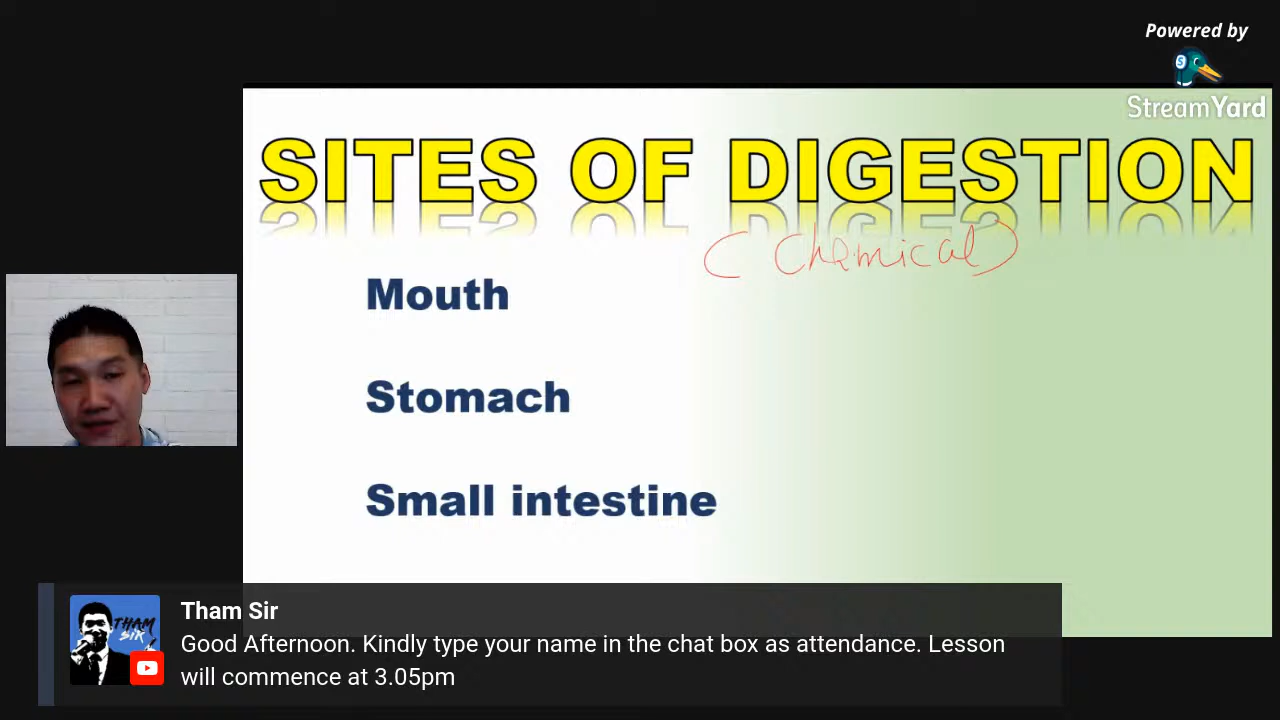 Powered by
StreamYard
SITES OF DIGESTION
(Chemical)
Mouth
Stomach
Small intestine
THAM
SIR
Tham Sir
Good Afternoon. Kindly type your name in the chat box as attendance. Lesson
will commence at 3.05pm